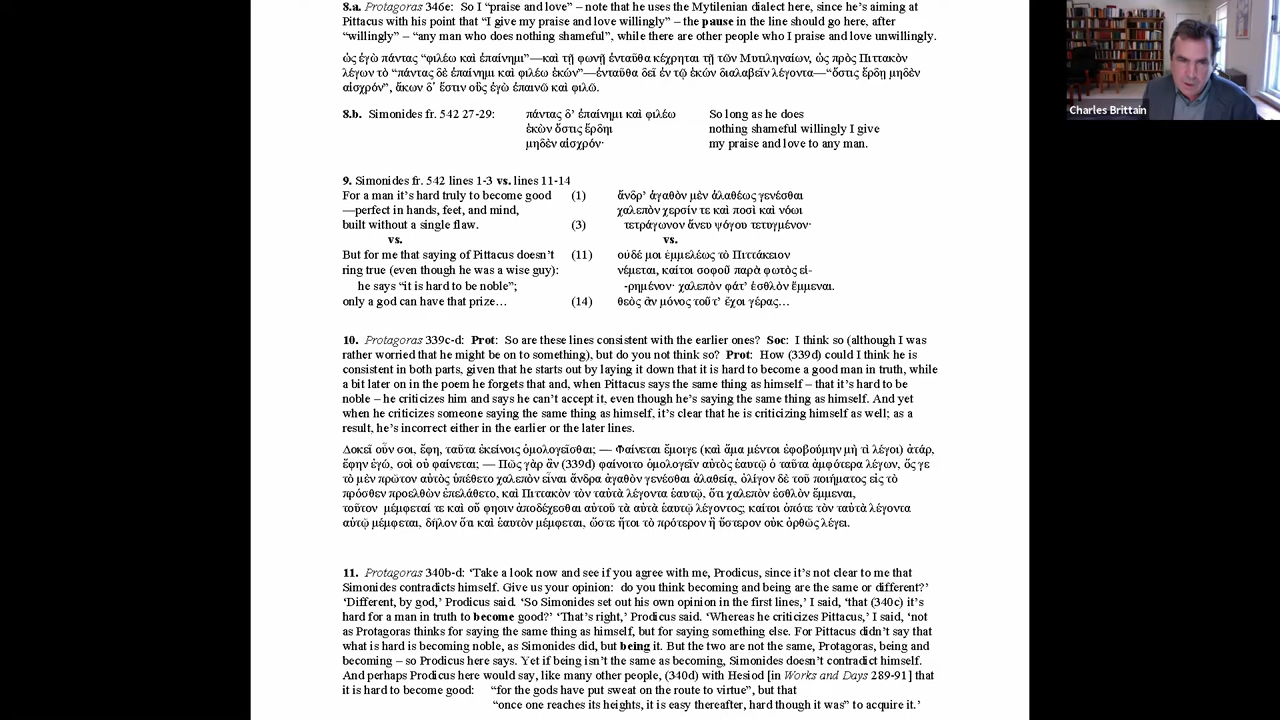 8.a. Protagoras 346e: So I “praise and love” – note that he uses the Mytilenian dialect here, since he’s aiming at
Pittacus with his point that “I give my praise and love willingly” – the pause in the line should go here, after
“willingly” – “any man who does nothing shameful”, while there are other people who I praise and love unwillingly.
ὡς ἐγὼ πάντας “φιλέω καὶ ἐπαίνημι”—καὶ τῇ φωνῇ ἐνταῦθα κέχρηται τῇ τῶν Μυτιληναίων, ὡς πρὸς Πιττακὸν
λέγων τὸ “πάντας δὲ ἐπαίνημι καὶ φιλέω ἑκών”—ἐνταῦθα δεῖ ἐν τῷ ἑκών διαλαβεῖν λέγοντα—“ὅστις ἕρδῃ μηδὲν
αἰσχρόν”, ἄκων δ’ ἔστιν οὓς ἐγὼ ἐπαινῶ καὶ φιλῶ.
8.b. Simonides fr. 542 27-29: πάντας δ’ ἐπαίνημι καὶ φιλέω So long as he does
ἑκὼν ὅστις ἕρδηι nothing shameful willingly I give
μηδὲν αἰσχρόν· my praise and love to any man.
9. Simonides fr. 542 lines 1-3 vs. lines 11-14
For a man it’s hard truly to become good (1) ἄνδρ’ ἀγαθὸν μὲν ἀλαθέως γενέσθαι
—perfect in hands, feet, and mind, χαλεπὸν χερσίν τε καὶ ποσὶ καὶ νόωι
built without a single flaw. (3) τετράγωνον ἄνευ ψόγου τετυγμένον·
vs. vs.
But for me that saying of Pittacus doesn’t (11) οὐδέ μοι ἐμμελέως τὸ Πιττάκειον
ring true (even though he was a wise guy): νέμεται, καίτοι σοφοῦ παρὰ φωτὸς εἰ-
he says “it is hard to be noble”; -ρημένον· χαλεπὸν φάτ’ ἐσθλὸν ἔμμεναι.
only a god can have that prize… (14) θεὸς ἂν μόνος τοῦτ’ ἔχοι γέρας…
10. Protagoras 339c-d: Prot: So are these lines consistent with the earlier ones? Soc: I think so (although I was
rather worried that he might be on to something), but do you not think so? Prot: How (339d) could I think he is
consistent in both parts, given that he starts out by laying it down that it is hard to become a good man in truth, while
a bit later on in the poem he forgets that and, when Pittacus says the same thing as himself – that it’s hard to be
noble – he criticizes him and says he can’t accept it, even though he’s saying the same thing as himself. And yet
when he criticizes someone saying the same thing as himself, it’s clear that he is criticizing himself as well; as a
result, he’s incorrect either in the earlier or the later lines.
Δοκεῖ οὖν σοι, ἔφη, ταῦτα ἐκείνοις ὁμολογεῖσθαι; — Φαίνεται ἔμοιγε (καὶ ἅμα μέντοι ἐφοβούμην μὴ τὶ λέγοι) ἀτάρ,
ἔφην ἐγώ, σοὶ οὐ φαίνεται; — Πῶς γὰρ ἂν (339d) φαίνοιτο ὁμολογεῖν αὐτὸς ἑαυτῷ ὁ ταῦτα ἀμφότερα λέγων, ὅς γε
τὸ μὲν πρῶτον αὐτὸς ὑπέθετο χαλεπὸν εἶναι ἄνδρα ἀγαθὸν γενέσθαι ἀλαθείᾳ, ὀλίγον δὲ τοῦ ποιήματος εἰς τὸ
πρόσθεν προελθὼν ἐπελάθετο, καὶ Πιττακὸν τὸν ταὐτὰ λέγοντα ἑαυτῷ, ὅτι χαλεπὸν ἐσθλὸν ἔμμεναι,
τοῦτον μέμφεταί τε καὶ οὔ φησιν ἀποδέχεσθαι αὐτοῦ τὰ αὐτὰ ἑαυτῷ λέγοντος; καίτοι ὁπότε τὸν ταὐτὰ λέγοντα
αὑτῷ μέμφεται, δῆλον ὅτι καὶ ἑαυτὸν μέμφεται, ὥστε ἤτοι τὸ πρότερον ἢ ὕστερον οὐκ ὀρθῶς λέγει.
11. Protagoras 340b-d: ‘Take a look now and see if you agree with me, Prodicus, since it’s not clear to me that
Simonides contradicts himself. Give us your opinion: do you think becoming and being are the same or different?’
‘Different, by god,’ Prodicus said. ‘So Simonides set out his own opinion in the first lines,’ I said, ‘that (340c) it’s
hard for a man in truth to become good?’ ‘That’s right,’ Prodicus said. ‘Whereas he criticizes Pittacus,’ I said, ‘not
as Protagoras thinks for saying the same thing as himself, but for saying something else. For Pittacus didn’t say that
what is hard is becoming noble, as Simonides did, but being it. But the two are not the same, Protagoras, being and
becoming – so Prodicus here says. Yet if being isn’t the same as becoming, Simonides doesn’t contradict himself.
And perhaps Prodicus here would say, like many other people, (340d) with Hesiod [in Works and Days 289-91] that
it is hard to become good: “for the gods have put sweat on the route to virtue”, but that
“once one reaches its heights, it is easy thereafter, hard though it was” to acquire it.’
Charles Brittain